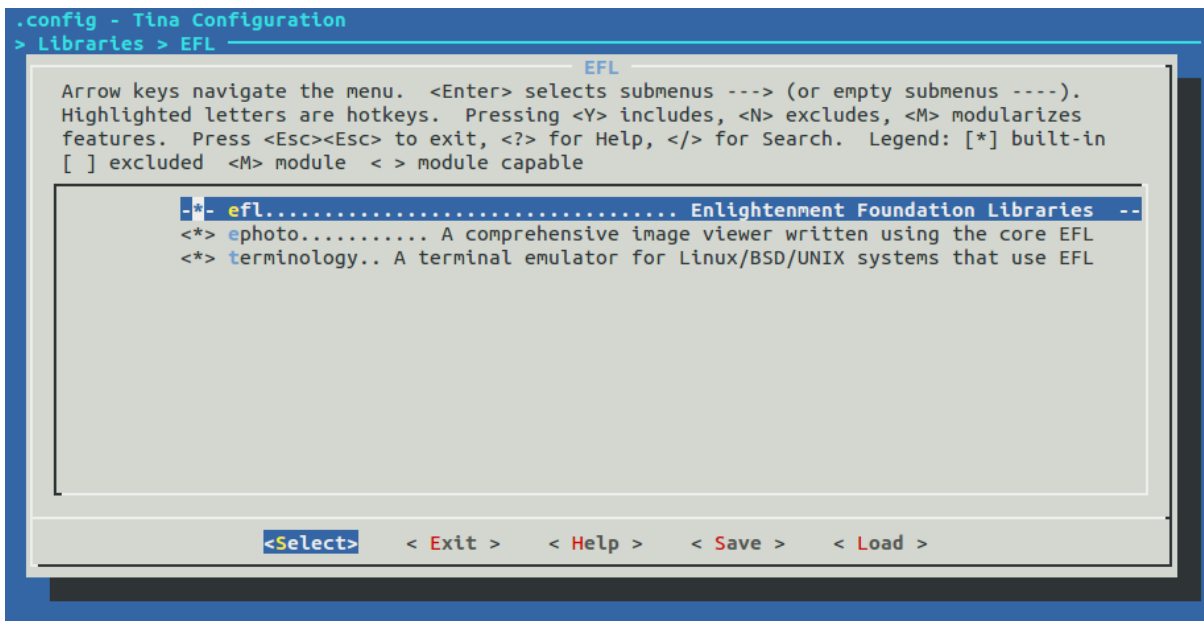 .config - Tina Configuration
> Libraries > EFL
EFL
Arrow keys navigate the menu.  <Enter> selects submenus ---> (or empty submenus ----).
Highlighted letters are hotkeys.  Pressing <Y> includes, <N> excludes, <M> modularizes
features.  Press <Esc><Esc> to exit, <?> for Help, </> for Search.  Legend: [*] built-in
[ ] excluded  <M> module  < > module capable
-*- efl................................... Enlightenment Foundation Libraries  --
<*> ephoto........... A comprehensive image viewer written using the core EFL
<*> terminology.. A terminal emulator for Linux/BSD/UNIX systems that use EFL
<Select>    < Exit >    < Help >    < Save >    < Load >